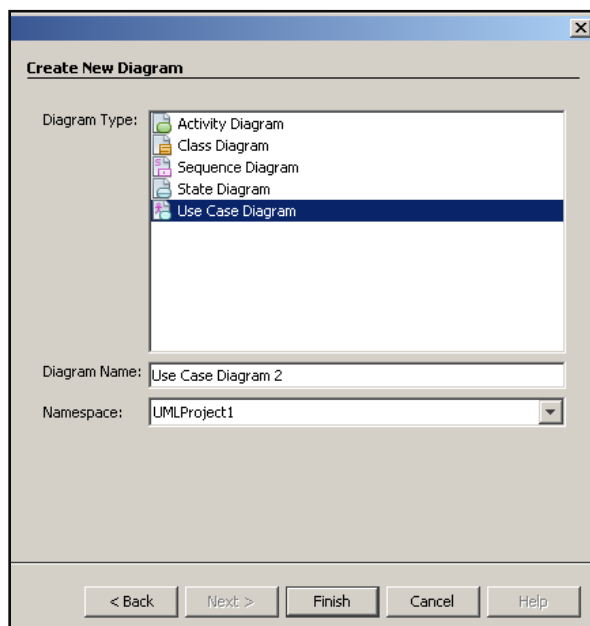 Create New Diagram
Diagram Type:
Activity Diagram
Class Diagram
Sequence Diagram
State Diagram
Use Case Diagram
Diagram Name: Use Case Diagram 2
Namespace: UMLProject1
< Back Next > Finish Cancel Help